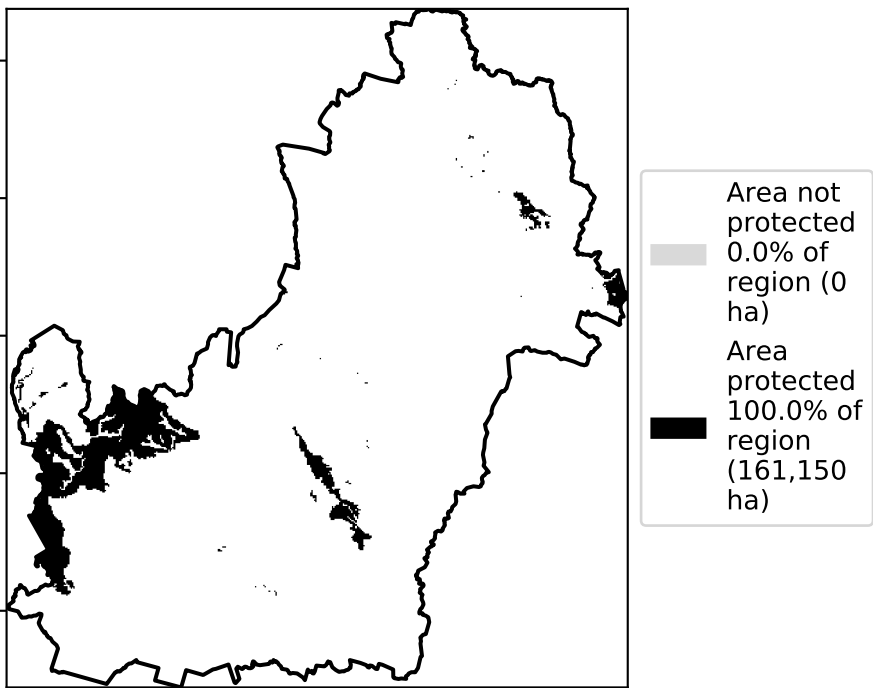 Area not
protected
0.0% of
region (0
ha)
Area
protected
100.0% of
region
(161,150
ha)